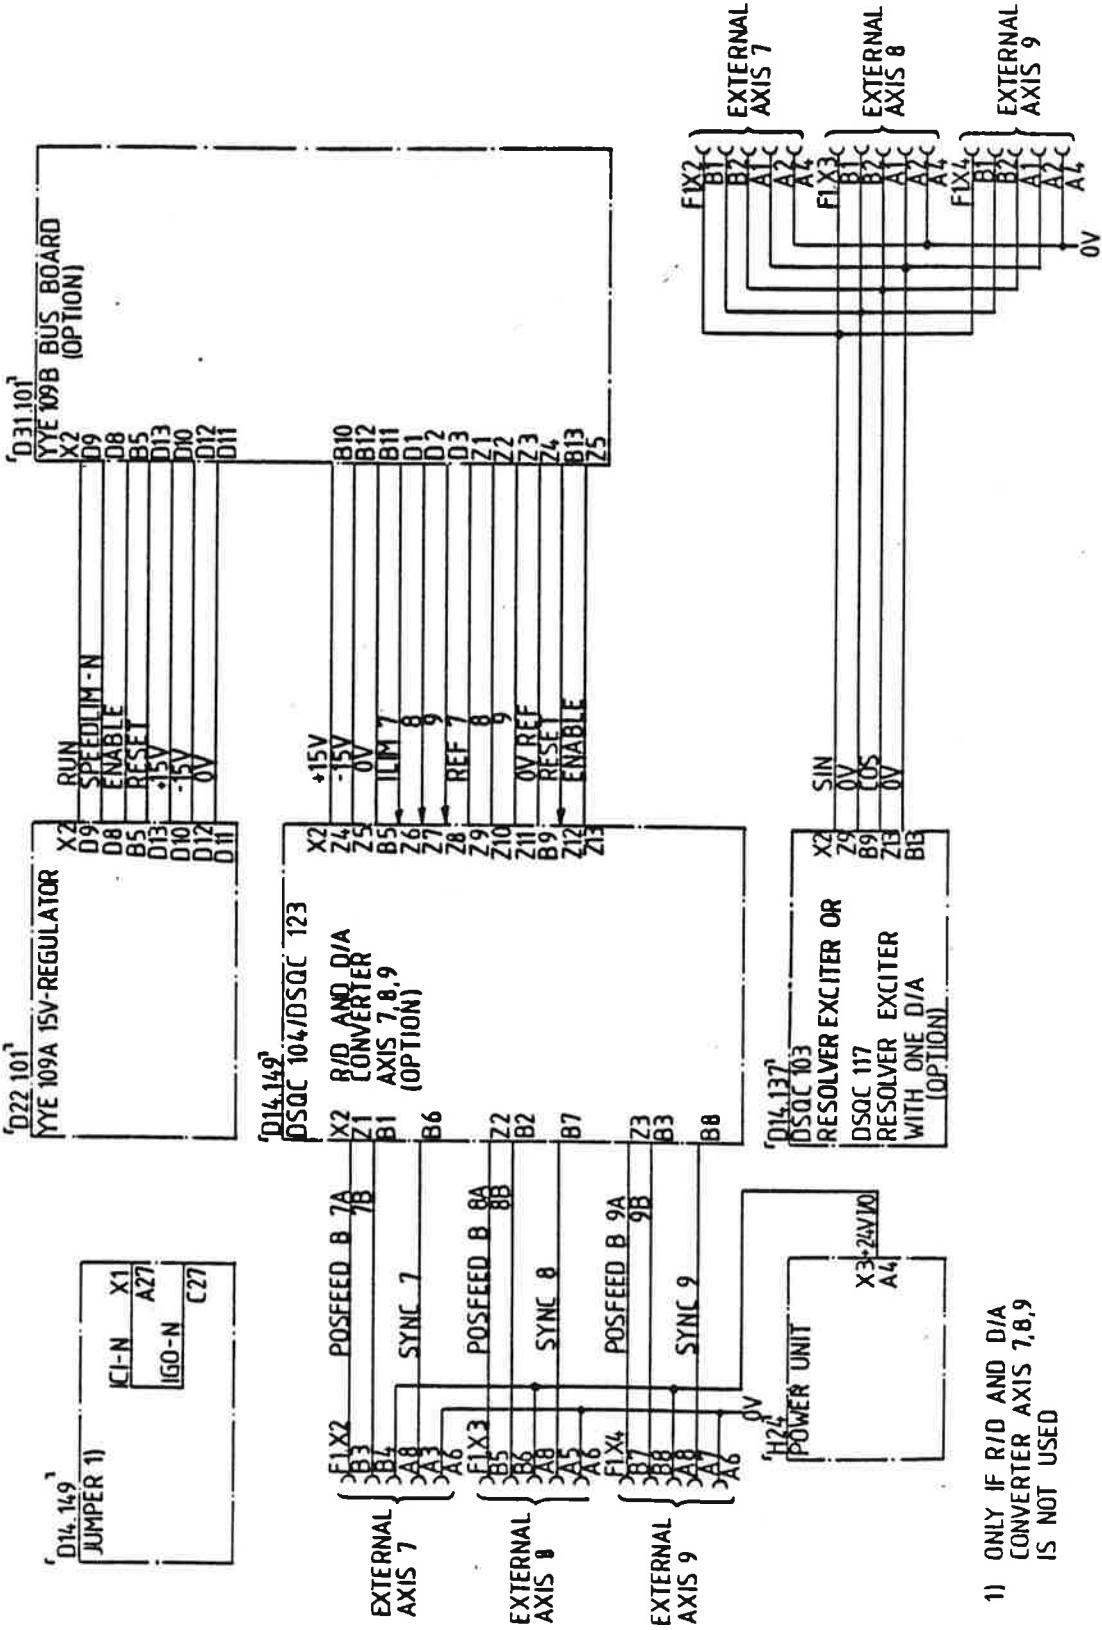 'D14.149'
JUMPER 1)
ICI-N X1
A27
IGO-N
C27
'D22 101'
YYE 109A 15V-REGULATOR
X2
D9
D8
B5
D13
D10
D12
D11
RUN
SPEEDLIM-N
ENABLE
RESET
+15V
-15V
0V
'D31.101'
YYE 109B BUS BOARD
(OPTION)
X2
D9
D8
B5
D13
D10
D12
D11
EXTERNAL
AXIS 7
F1X2
B3
B4
A8
A3
A6
EXTERNAL
AXIS 8
F1X3
B5
B6
A8
A5
A6
EXTERNAL
AXIS 9
F1X4
B7
B8
A8
A7
A6
POSFEED B 7A
7B
SYNC 7
POSFEED B 8A
8B
SYNC 8
POSFEED B 9A
9B
SYNC 9
0V
'D14.149'
DSQC 104/DSQC 123
R/D AND D/A
CONVERTER
AXIS 7,8,9
(OPTION)
X2
Z1
B1
B6
Z2
B2
B7
Z3
B3
B8
X2
Z4
Z5
B5
Z6
Z7
Z8
Z9
Z10
Z11
B9
Z12
Z13
+15V
-15V
0V
ILIM 7
8
9
REF 7
8
9
0V REF
RESET
ENABLE
B10
B12
B11
D1
D2
D3
Z1
Z2
Z3
Z4
B13
Z5
'H24'
POWER UNIT
X3
A4
+24V I/O
'D14.137'
DSQC 103
RESOLVER EXCITER OR
DSQC 117
RESOLVER EXCITER
WITH ONE D/A
(OPTION)
X2
Z9
B9
Z13
B13
SIN
0V
COS
0V
F1X2
B1
B2
A1
A2
A4
EXTERNAL
AXIS 7
F1X3
B1
B2
A1
A2
A4
EXTERNAL
AXIS 8
F1X4
B1
B2
A1
A2
A4
EXTERNAL
AXIS 9
0V
1) ONLY IF R/D AND D/A
CONVERTER AXIS 7,8,9
IS NOT USED